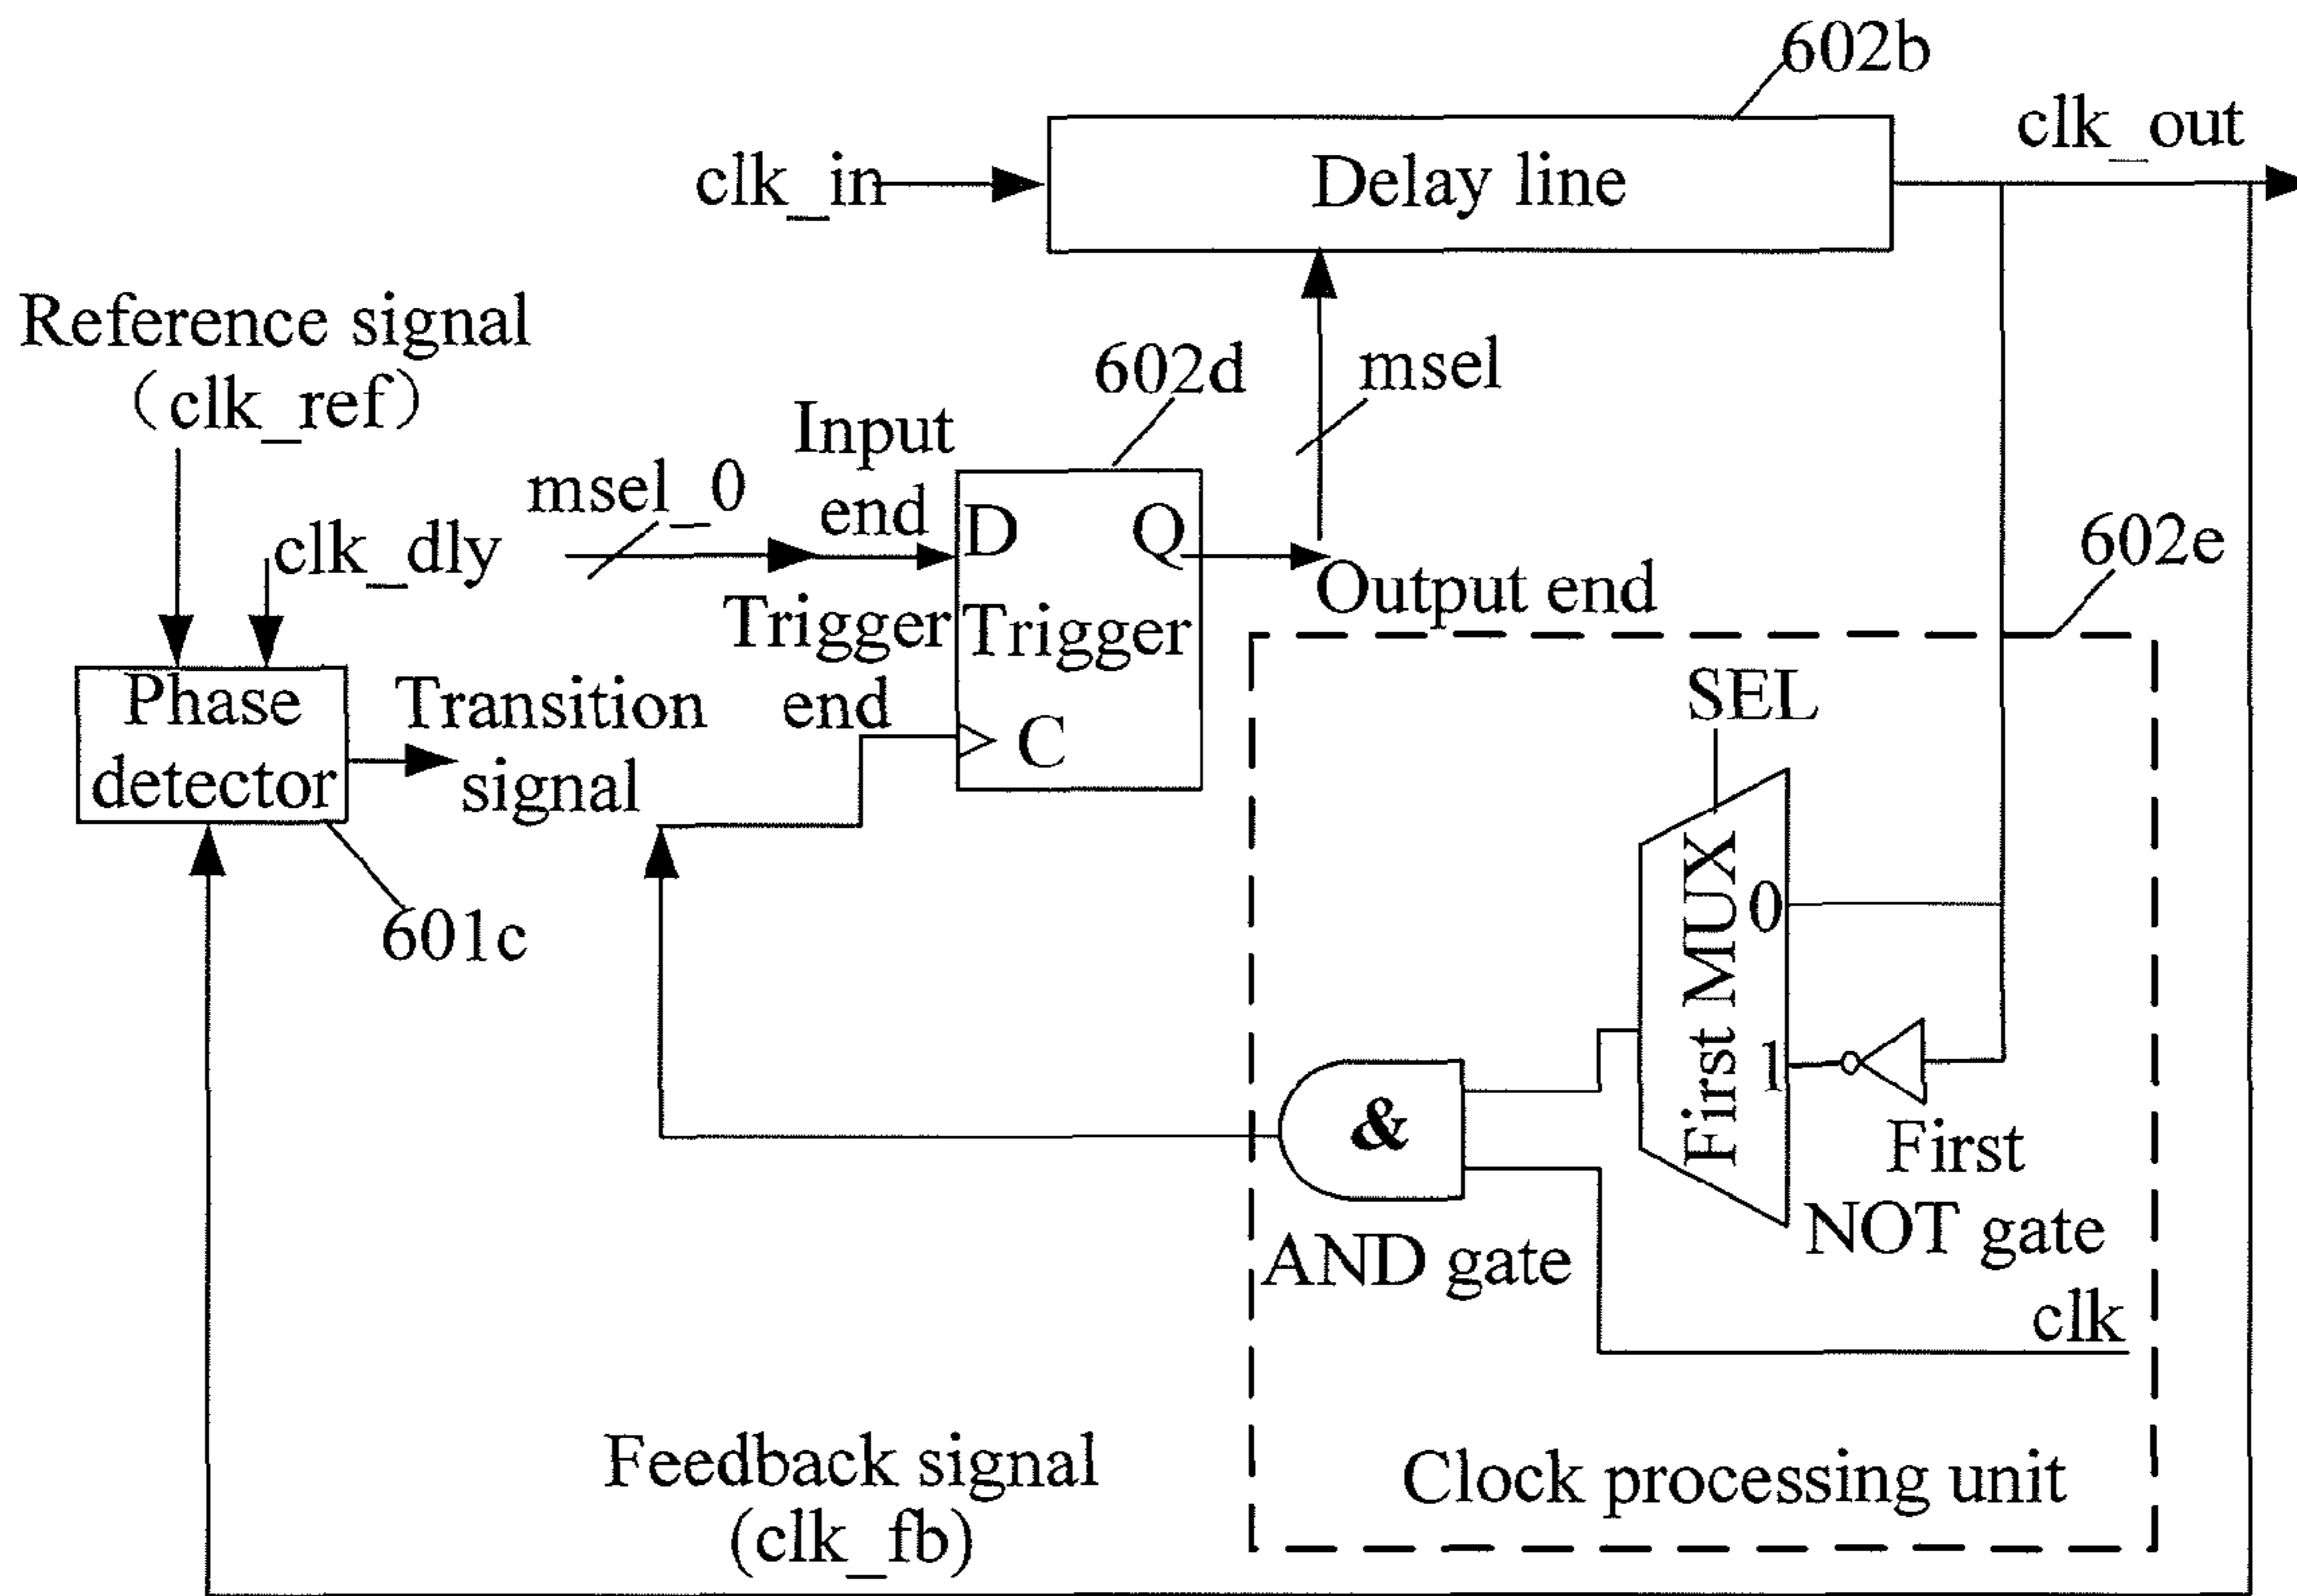 602b
clk_out
clk_in
Delay line
Reference signal
(clk_ref)
602d
msel
Input
end
msel_0
clk_dly
D
Q
602e
Output end
Trigger
end
Trigger
C
Phase
detector
Transition
signal
SEL
601c
First MUX
0
1
&
First
NOT gate
AND gate
clk
Feedback signal
(clk_fb)
Clock processing unit